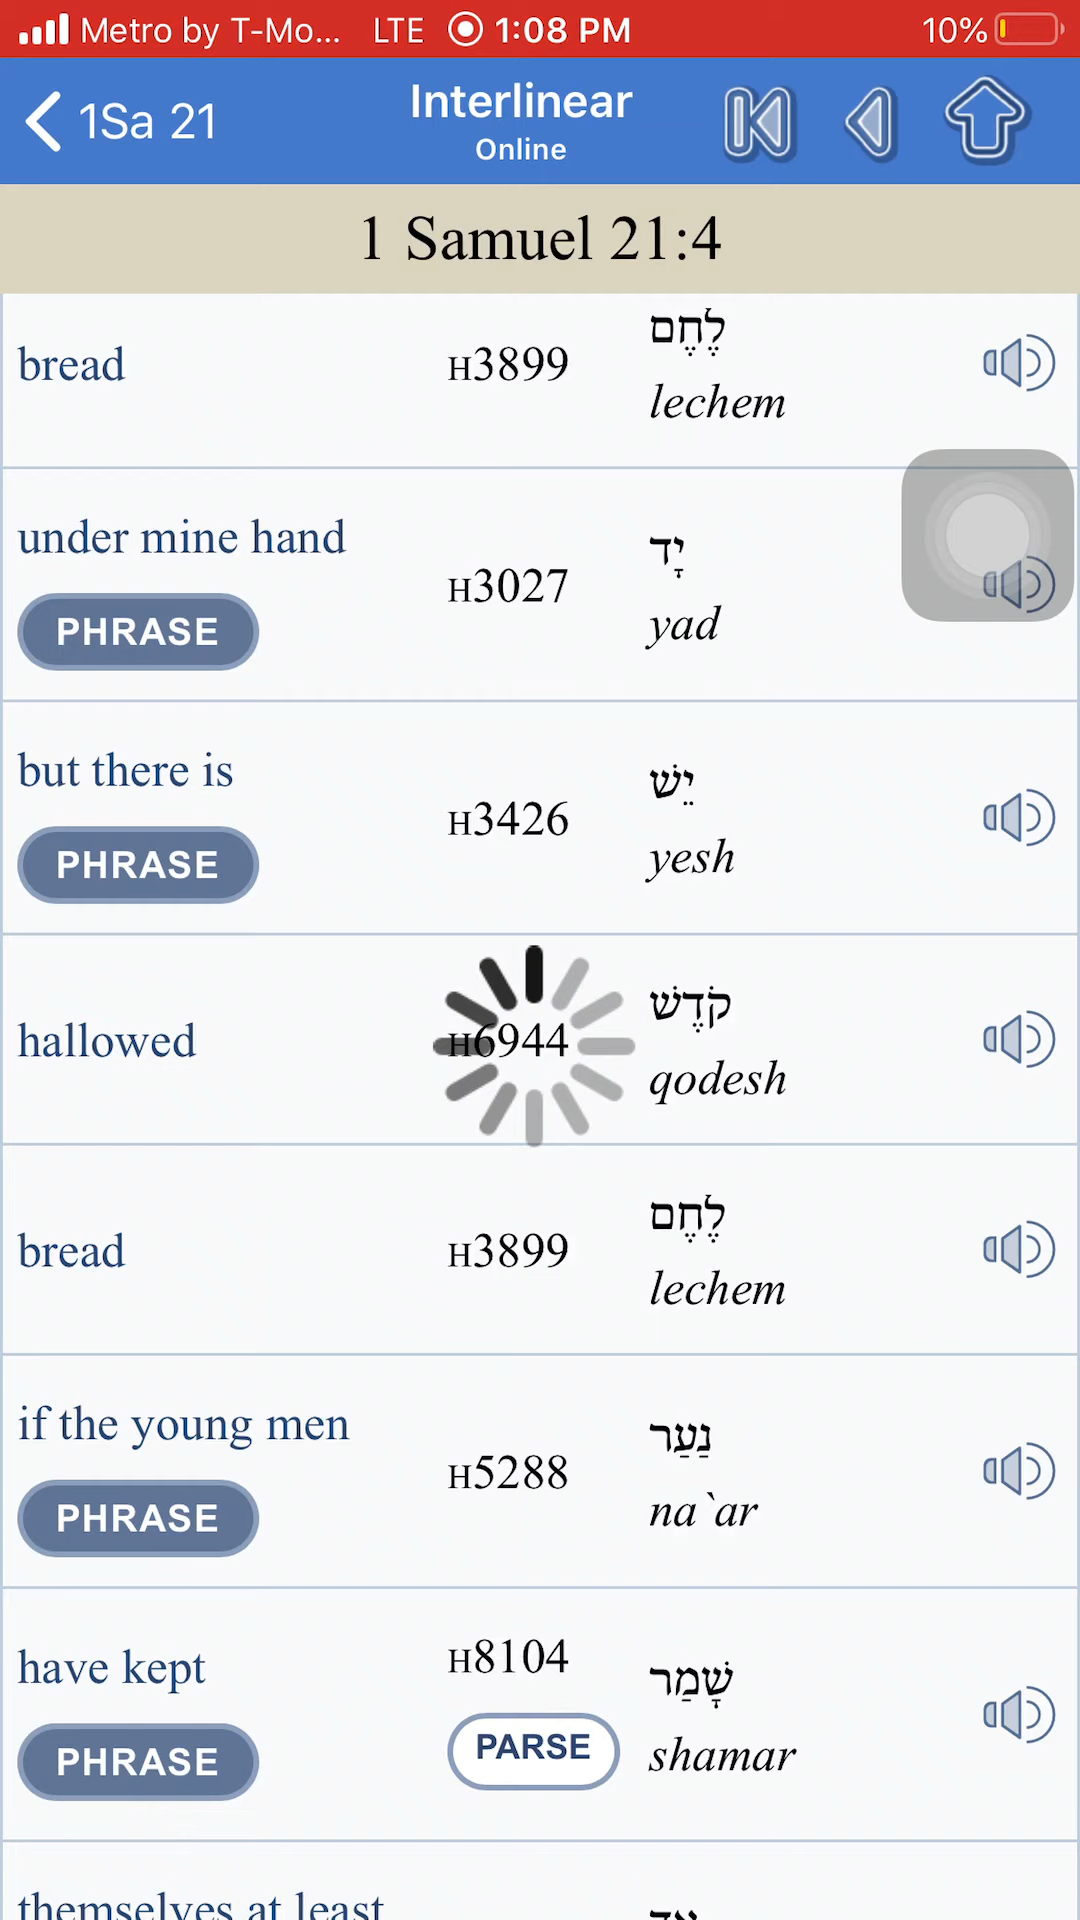 Metro by T-Mo... LTE 1:08 PM 10%
1Sa 21
Interlinear
Online
1 Samuel 21:4
bread H3899 לֶחֶם
lechem
under mine hand
PHRASE
H3027
יָד
yad
but there is
PHRASE
H3426
יֵשׁ
yesh
hallowed H6944 קֹדֶשׁ
qodesh
bread H3899 לֶחֶם
lechem
if the young men
PHRASE
H5288
נַעַר
na`ar
have kept
PHRASE
H8104
PARSE
שָׁמַר
shamar
themselves at least